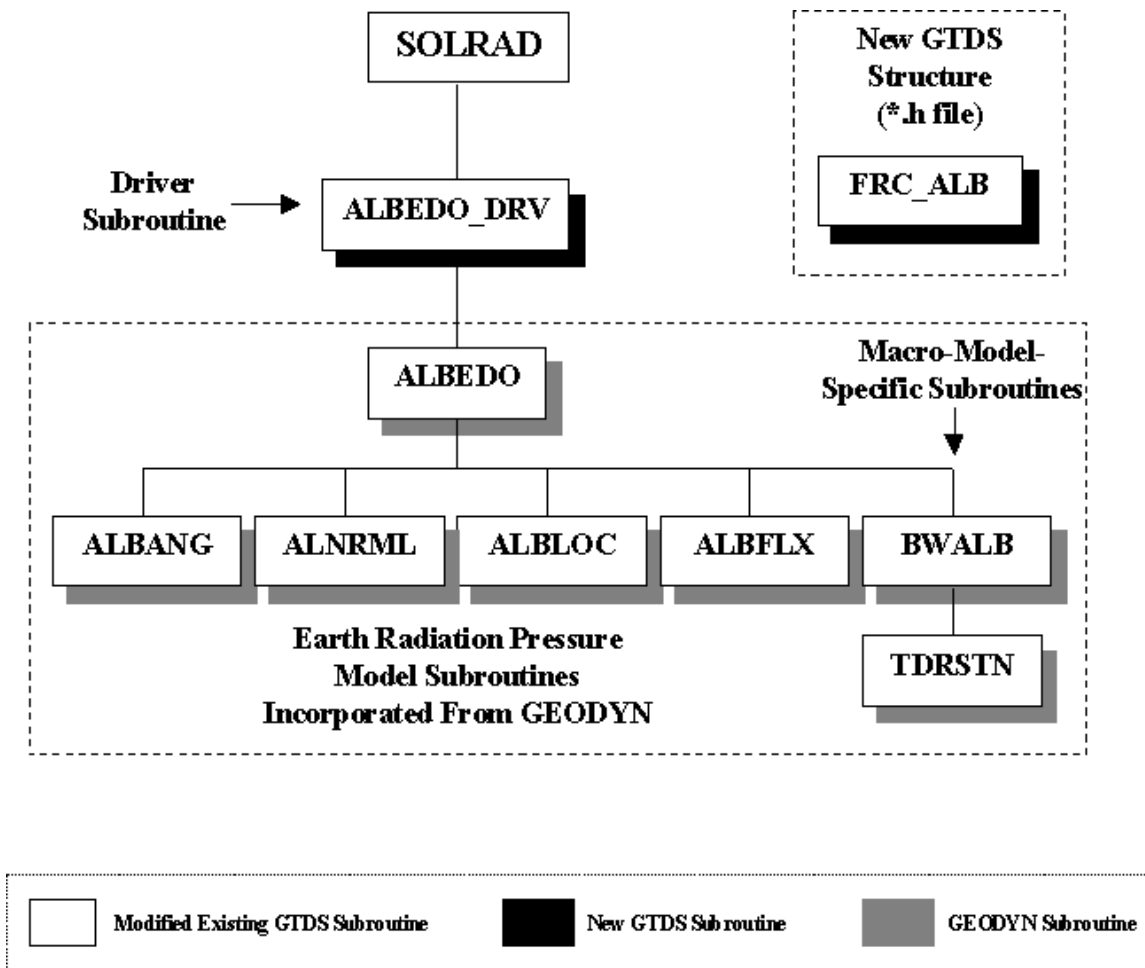 SOLRAD
New GTDS
Structure
(*.h file)
FRC_ALB
Driver
Subroutine
ALBEDO_DRV
ALBEDO
Macro-Model-
Specific Subroutines
ALBANG
ALNRML
ALBLOC
ALBFLX
BWALB
TDRSTN
Earth Radiation Pressure
Model Subroutines
Incorporated From GEODYN
Modified Existing GTDS Subroutine
New GTDS Subroutine
GEODYN Subroutine